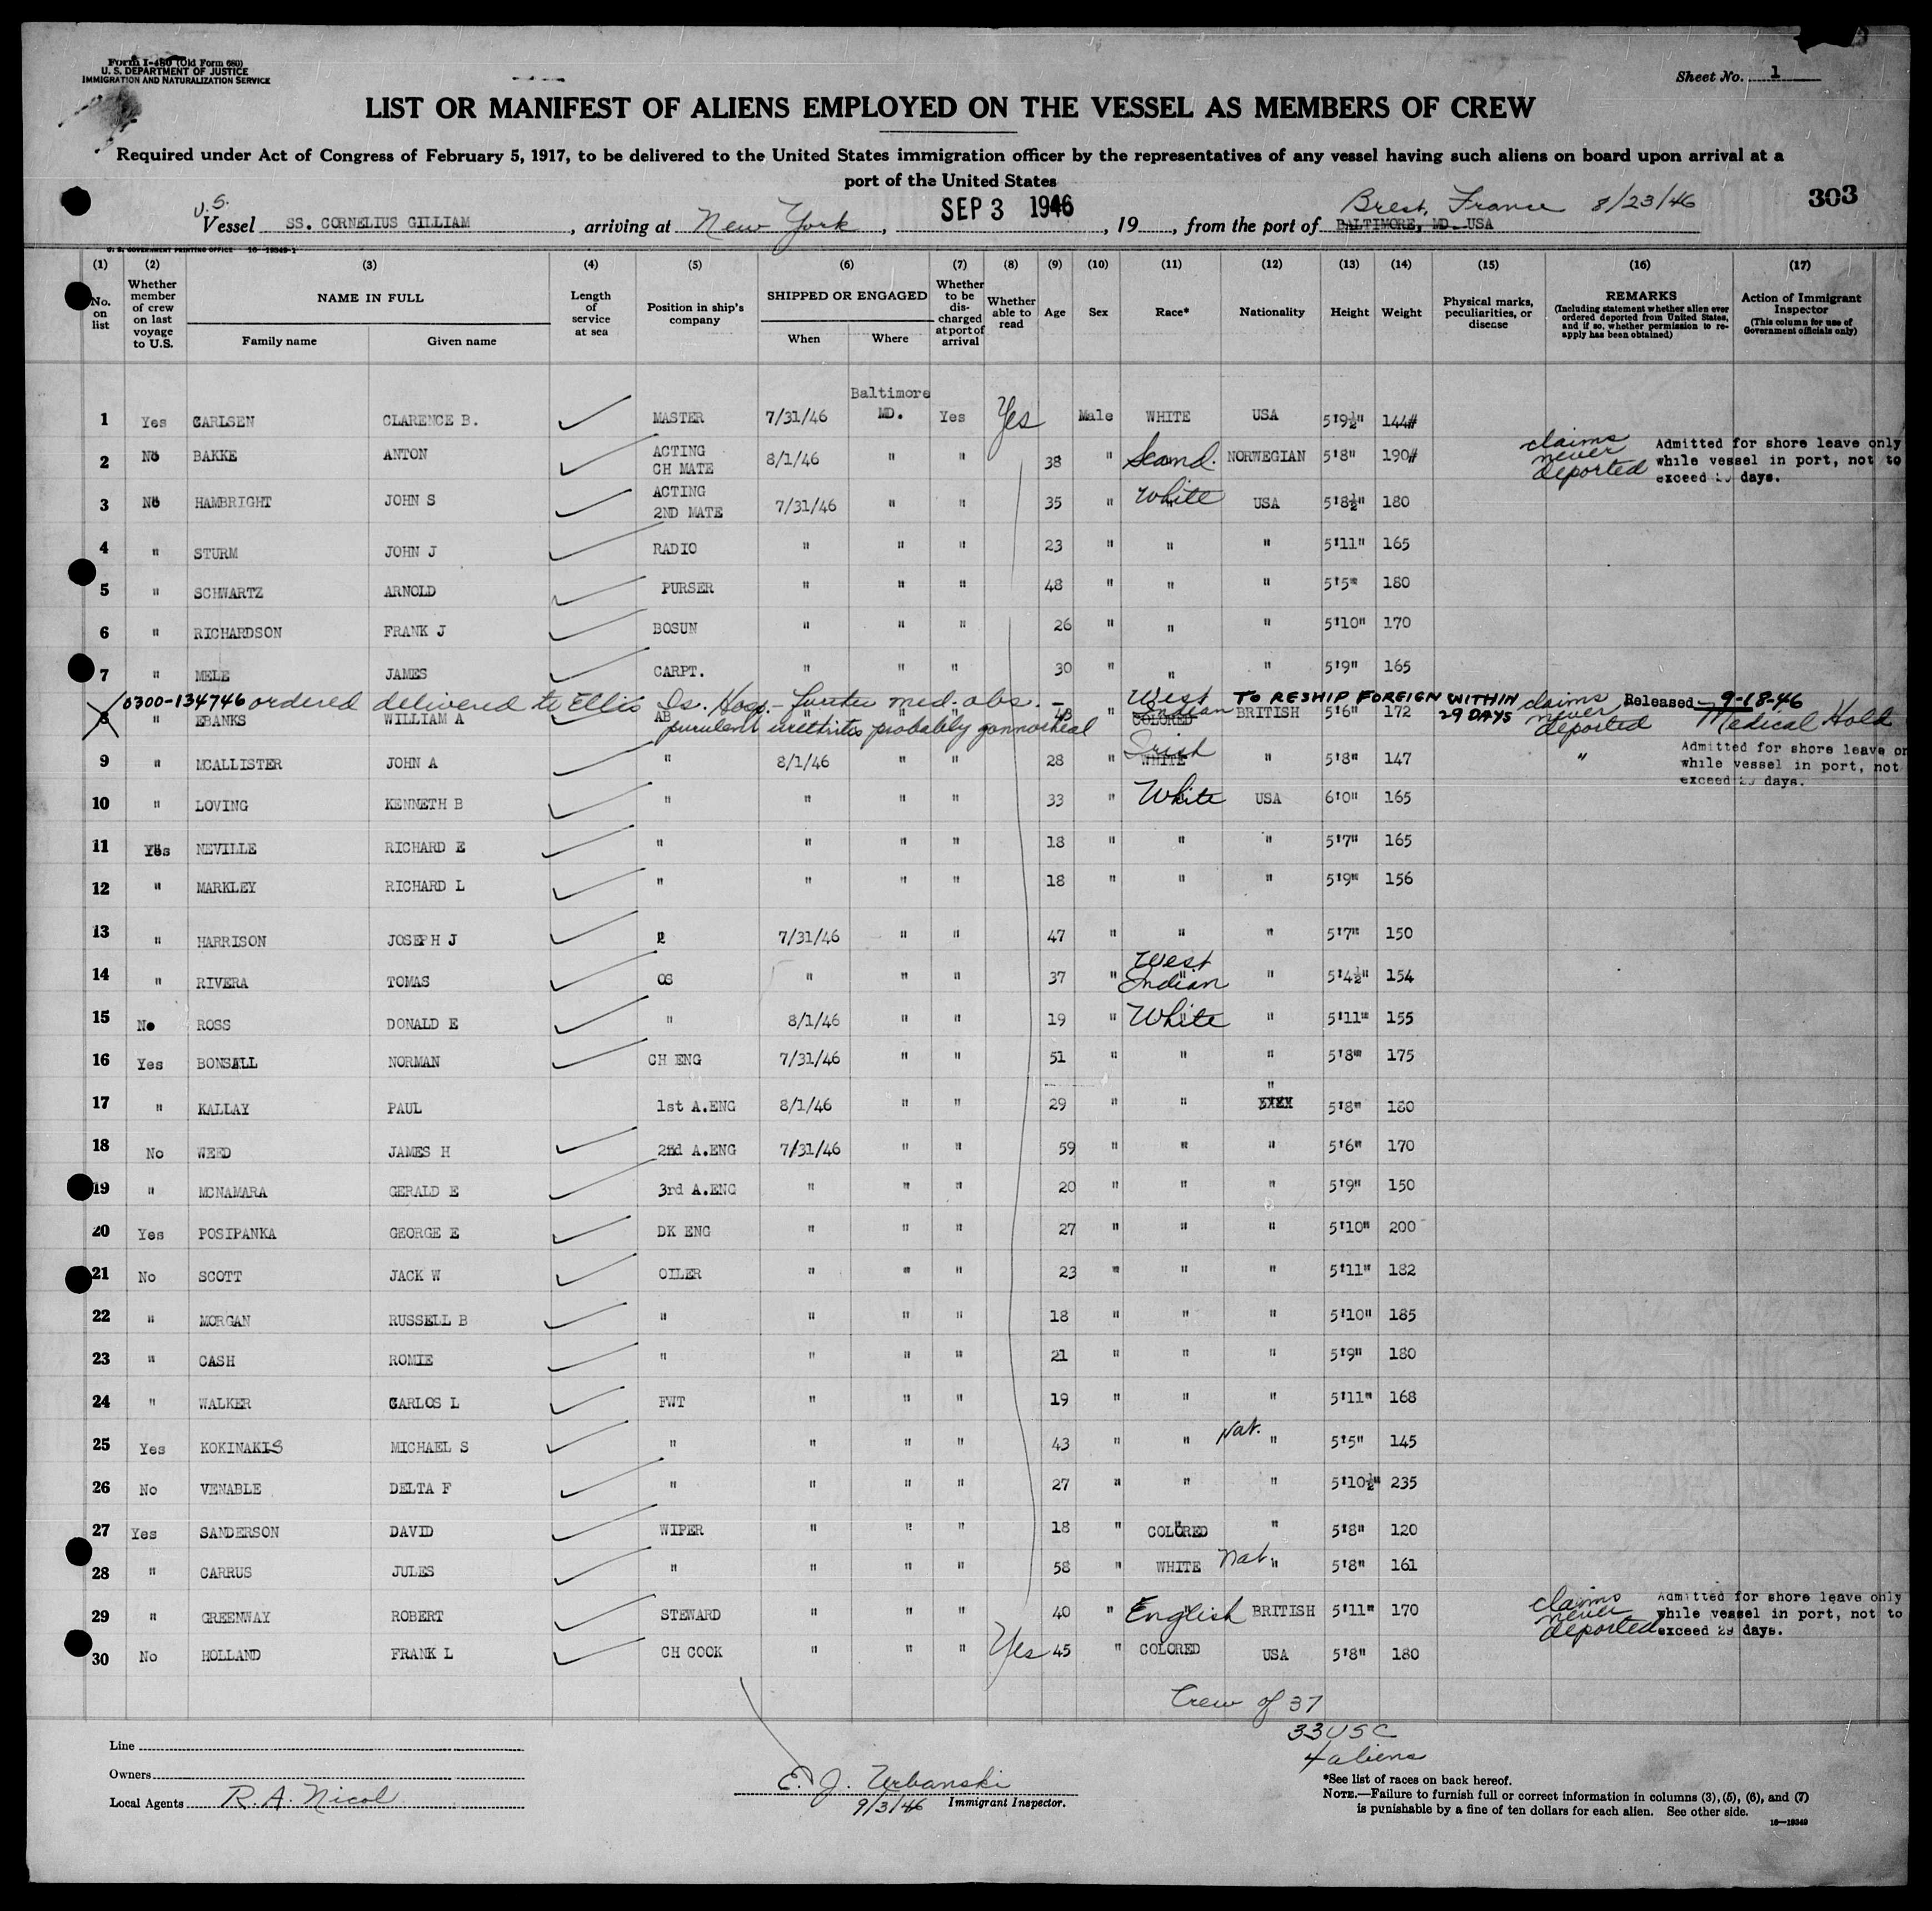 Form I-480 (Old Form 680)
U. S. DEPARTMENT OF JUSTICE
IMMIGRATION AND NATURALIZATION SERVICE
Sheet No. 1
LIST OR MANIFEST OF ALIENS EMPLOYED ON THE VESSEL AS MEMBERS OF CREW
Required under Act of Congress of February 5, 1917, to be delivered to the United States immigration officer by the representatives of any vessel having such aliens on board upon arrival at a
port of the United States
303
U.S. Vessel SS. CORNELIUS GILLIAM, arriving at New York, SEP 3 1946, 19, from the port of BALTIMORE, MD. USA Brest, France 8/23/46
U. S. GOVERNMENT PRINTING OFFICE 16-19349-1
(1) (2) (3) (4) (5) (6) (7) (8) (9) (10) (11) (12) (13) (14) (15) (16) (17)
No. on list
Whether member of crew on last voyage to U.S.
NAME IN FULL
Family name
Given name
Length of service at sea
Position in ship's company
SHIPPED OR ENGAGED
When
Where
Whether to be discharged at port of arrival
Whether able to read
Age
Sex
Race*
Nationality
Height
Weight
Physical marks, peculiarities, or disease
REMARKS
(Including statement whether alien ever ordered deported from United States, and if so, whether permission to reapply has been obtained)
Action of Immigrant Inspector
(This column for use of Government officials only)
1 Yes CARLSEN CLARENCE B. MASTER 7/31/46 Baltimore MD. Yes Yes Male WHITE USA 5'9½" 144#
2 No BAKKE ANTON ACTING CH MATE 8/1/46 " " 38 " Scand. NORWEGIAN 5'8" 190# claims never deported Admitted for shore leave only while vessel in port, not to exceed days.
3 No HAMBRIGHT JOHN S ACTING 2ND MATE 7/31/46 " " 35 " White USA 5'8½" 180
4 " STURM JOHN J RADIO " " " 23 " " " 5'11" 165
5 " SCHWARTZ ARNOLD PURSER " " " 48 " " " 5'5" 180
6 " RICHARDSON FRANK J BOSUN " " " 26 " " " 5'10" 170
7 " MELE JAMES CARPT. " " " 30 " " " 5'9" 165
0300-134746 ordered delivered to Ellis Is. Hosp. - further med. obs. -
8 " EBANKS WILLIAM A AB " " " 48 " COLORED West Indian BRITISH 5'6" 172 TO RESHIP FOREIGN WITHIN 29 DAYS claims never deported Released - 9-18-46 Medical Hold
purulent urethritis probably gonnorheal
9 " MCALLISTER JOHN A " 8/1/46 " " 28 " WHITE Irish " 5'8" 147 " Admitted for shore leave on while vessel in port, not exceed days.
10 " LOVING KENNETH B " " " " 33 " White USA 6'0" 165
11 Yes NEVILLE RICHARD E " " " " 18 " " " 5'7" 165
12 " MARKLEY RICHARD L " " " " 18 " " " 5'9" 156
13 " HARRISON JOSEPH J " 7/31/46 " " 47 " " " 5'7" 150
14 " RIVERA TOMAS OS " " " 37 " West Indian " 5'4½" 154
15 No ROSS DONALD E " 8/1/46 " " 19 " White " 5'11" 155
16 Yes BONSALL NORMAN CH ENG 7/31/46 " " 51 " " " 5'8" 175
17 " KALLAY PAUL 1st A.ENG 8/1/46 " " 29 " " " 5'8" 180
18 No WEED JAMES H 2nd A.ENG 7/31/46 " " 59 " " " 5'6" 170
19 " MCNAMARA GERALD E 3rd A.ENG " " " 20 " " " 5'9" 150
20 Yes POSIPANKA GEORGE E DK ENG " " " 27 " " " 5'10" 200
21 No SCOTT JACK W OILER " " " 23 " " " 5'11" 182
22 " MORGAN RUSSELL B " " " " 18 " " " 5'10" 185
23 " CASH ROMIE " " " " 21 " " " 5'9" 180
24 " WALKER CARLOS L FWT " " " 19 " " " 5'11" 168
25 Yes KOKINAKIS MICHAEL S " " " " 43 " " Nat. " 5'5" 145
26 No VENABLE DELTA F " " " " 27 " " " 5'10½" 235
27 Yes SANDERSON DAVID WIPER " " " 18 " COLORED " 5'8" 120
28 " CARRUS JULES " " " " 58 " WHITE Nat. " 5'8" 161
29 " GREENWAY ROBERT STEWARD " " " 40 " English BRITISH 5'11" 170 claims never deported Admitted for shore leave only while vessel in port, not to exceed 29 days.
30 No HOLLAND FRANK L CH COOK " " " Yes 45 " COLORED USA 5'8" 180
Crew of 37
33 USC
4 aliens
Line
Owners
Local Agents R. A. Nicol
E. J. Urbanski
9/3/46 Immigrant Inspector.
*See list of races on back hereof.
NOTE.—Failure to furnish full or correct information in columns (3), (5), (6), and (7)
is punishable by a fine of ten dollars for each alien. See other side.
16-19349